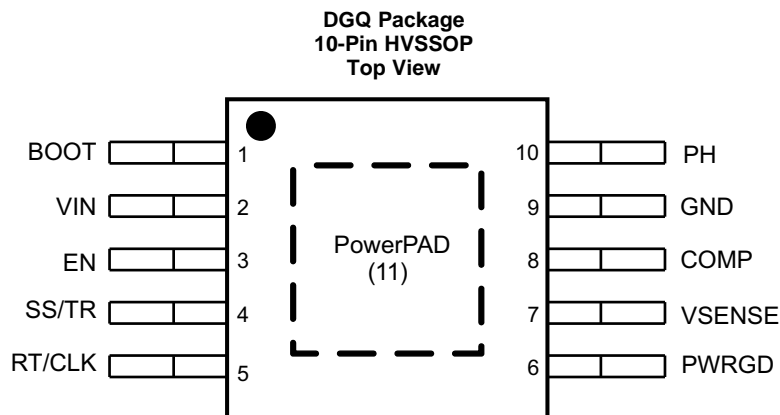 DGQ Package
10-Pin HVSSOP
Top View
BOOT 1 10 PH
VIN 2 9 GND
EN 3 8 COMP
PowerPAD
(11)
SS/TR 4 7 VSENSE
RT/CLK 5 6 PWRGD